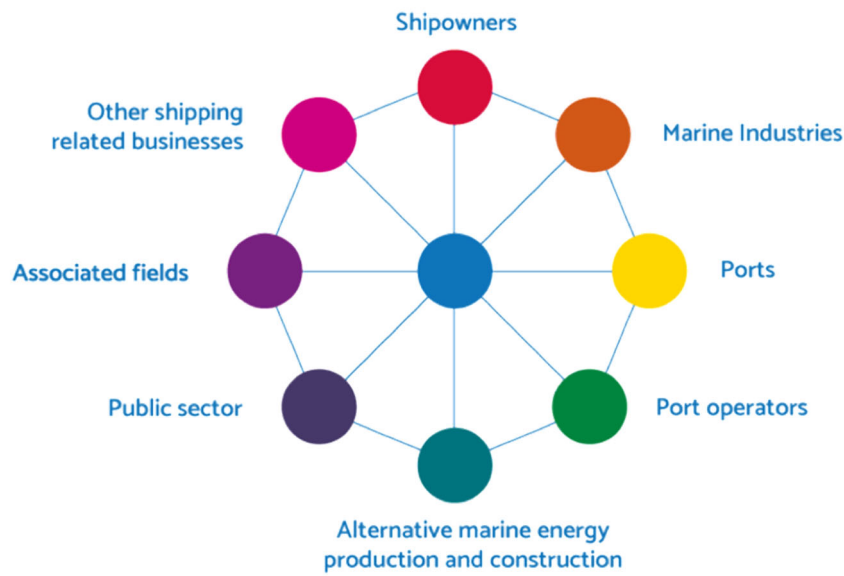 Shipowners
Other shipping
related businesses
Marine Industries
Associated fields
Ports
Public sector
Port operators
Alternative marine energy
production and construction